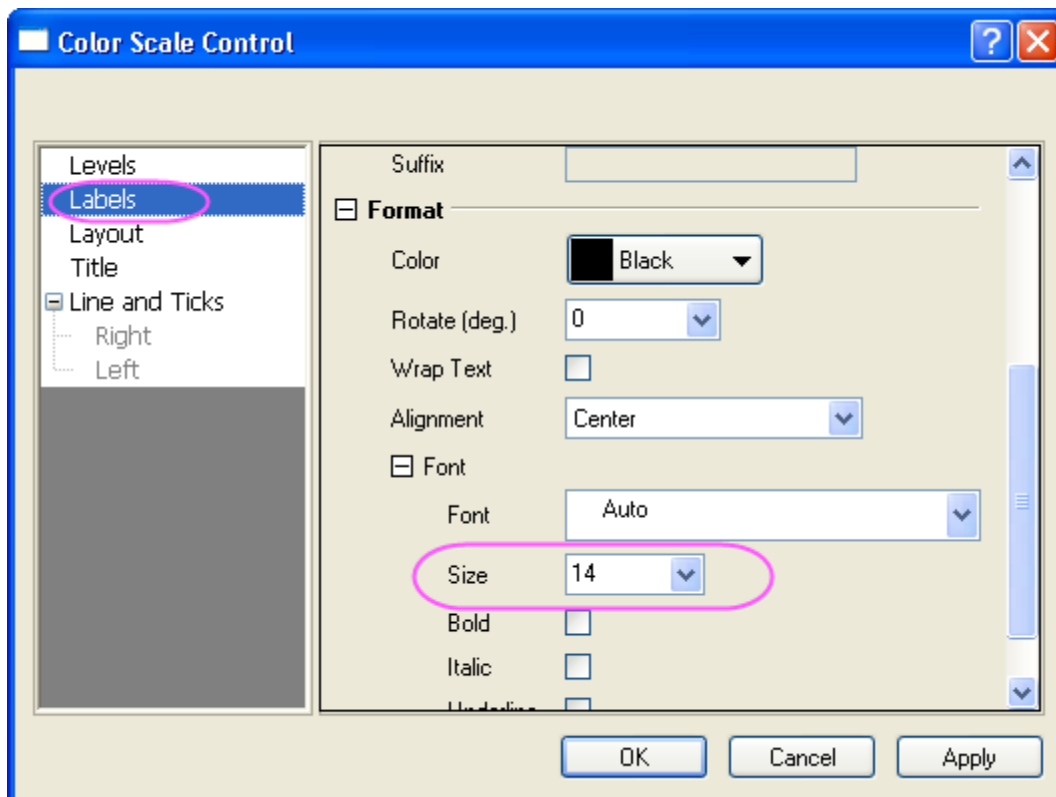 Color Scale Control
Levels
Labels
Layout
Title
Line and Ticks
Right
Left
Suffix
Format
Color Black
Rotate (deg.) 0
Wrap Text
Alignment Center
Font
Font Auto
Size 14
Bold
Italic
Underline
OK Cancel Apply